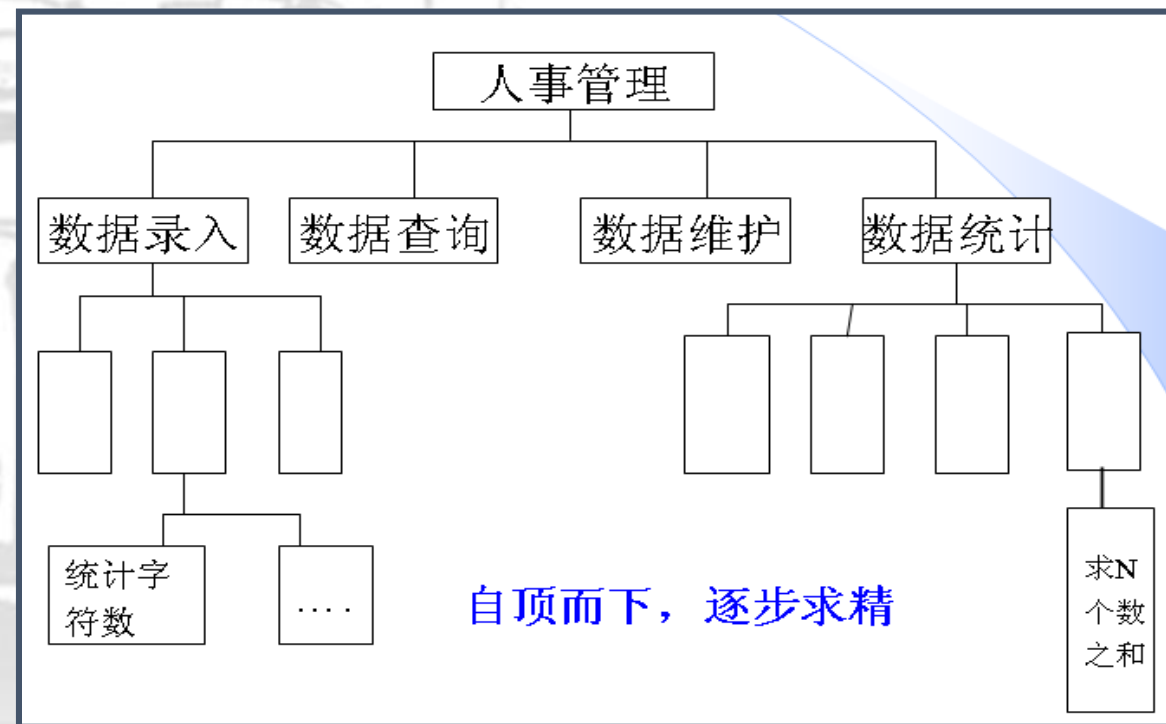 人事管理
数据录入
数据查询
数据维护
数据统计
统计字
符数
....
求N
个数
之和
自顶而下，逐步求精